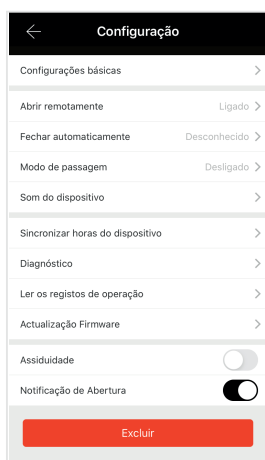 Configuração
Configurações básicas
Abrir remotamente Ligado
Fechar automaticamente Desconhecido
Modo de passagem Desligado
Som do dispositivo
Sincronizar horas do dispositivo
Diagnóstico
Ler os registos de operação
Actualização Firmware
Assiduidade
Notificação de Abertura
Excluir